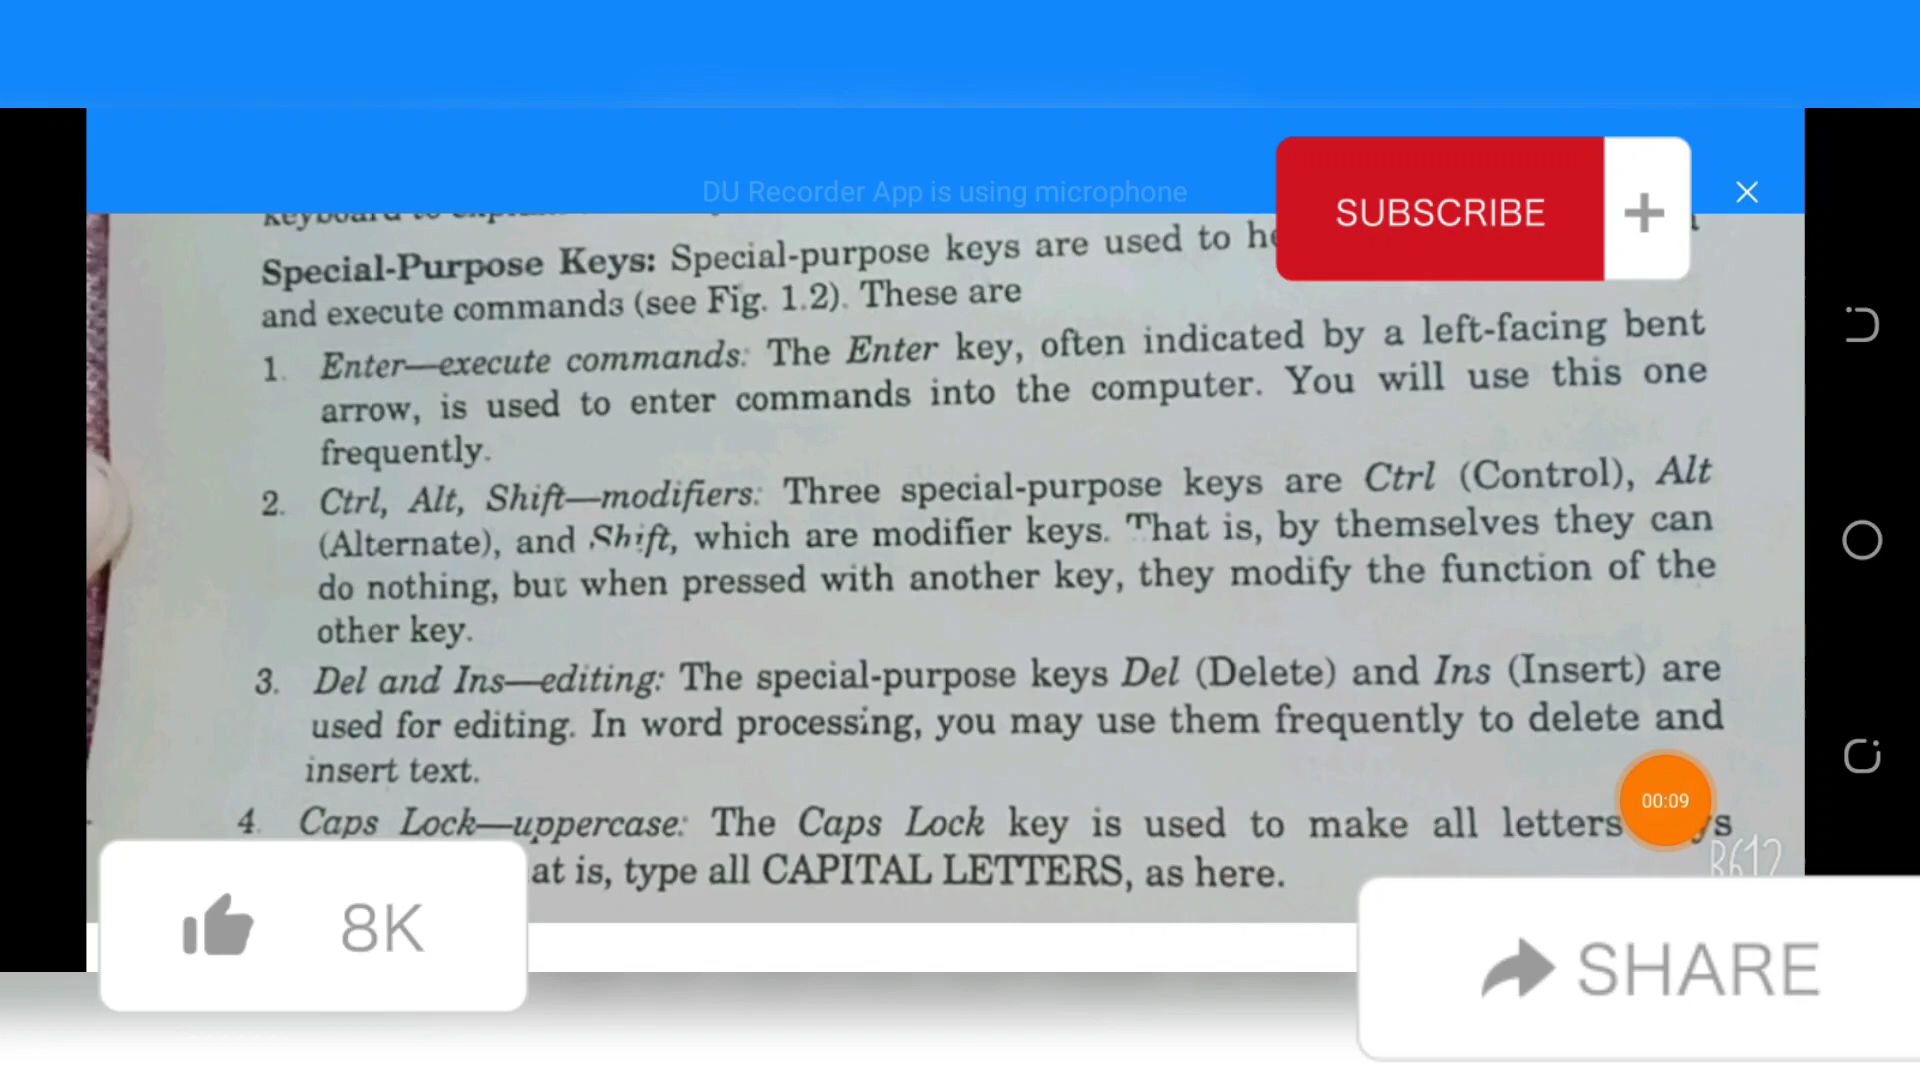 DU Recorder App is using microphone
SUBSCRIBE
keyboard to
Special-Purpose Keys: Special-purpose keys are used to
and execute commands (see Fig. 1.2). These are
1. Enter—execute commands: The Enter key, often indicated by a left-facing bent
arrow, is used to enter commands into the computer. You will use this one
frequently.
2. Ctrl, Alt, Shift—modifiers: Three special-purpose keys are Ctrl (Control), Alt
(Alternate), and Shift, which are modifier keys. That is, by themselves they can
do nothing, but when pressed with another key, they modify the function of the
other key.
3. Del and Ins—editing: The special-purpose keys Del (Delete) and Ins (Insert) are
used for editing. In word processing, you may use them frequently to delete and
insert text.
00:09
4. Caps Lock—uppercase: The Caps Lock key is used to make all letters
at is, type all CAPITAL LETTERS, as here.
B612
8K
SHARE